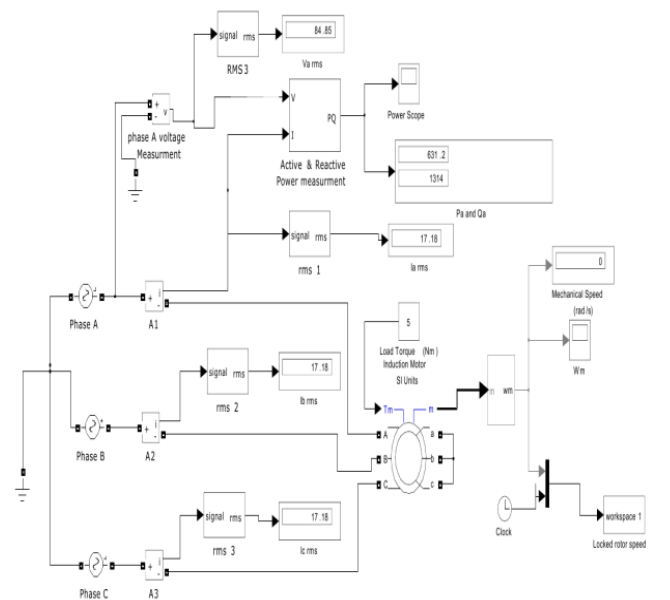 signal rms
84.85
RMS 3
Va rms
+
-
v
phase A voltage
Measurment
V
I
PQ
Active & Reactive
Power measurment
Power Scope
631.2
1314
Pa and Qa
signal rms
17.18
rms 1
Ia rms
Phase A
+ i
-
A1
5
Load Torque (Nm)
Induction Motor
SI Units
0
Mechanical Speed
(rad/s)
Wm
signal rms
17.18
rms 2
Ib rms
Tm m
m wm
A a
B b
C c
Phase B
+ i
-
A2
signal rms
17.18
rms 3
Ic rms
Clock
workspace 1
Locked rotor speed
Phase C
+ i
-
A3